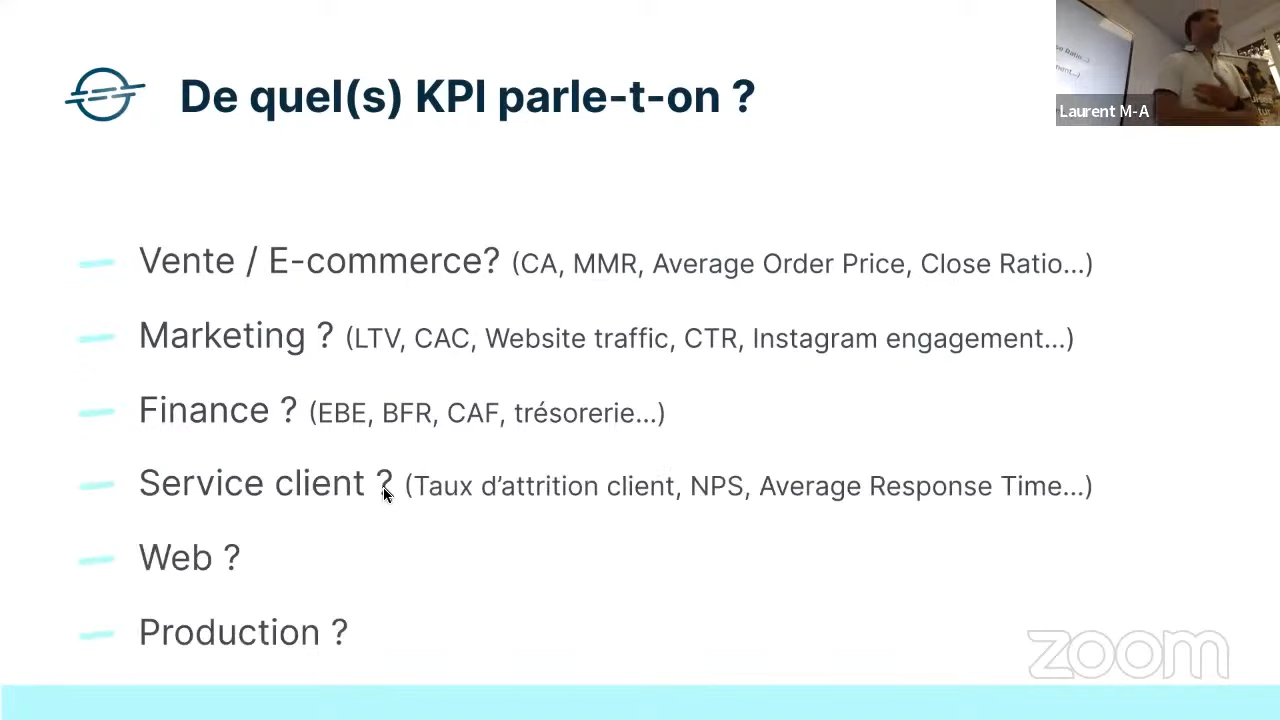 De quel(s) KPI parle-t-on ?
Laurent M-A
Vente / E-commerce? (CA, MMR, Average Order Price, Close Ratio...)
Marketing ? (LTV, CAC, Website traffic, CTR, Instagram engagement...)
Finance ? (EBE, BFR, CAF, trésorerie...)
Service client ? (Taux d’attrition client, NPS, Average Response Time...)
Web ?
Production ?
zoom